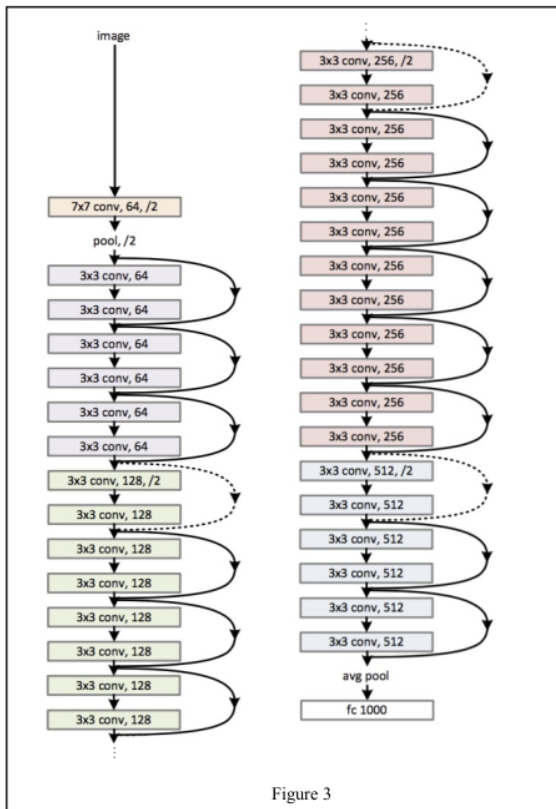 image
7x7 conv, 64, /2
pool, /2
3x3 conv, 64
3x3 conv, 64
3x3 conv, 64
3x3 conv, 64
3x3 conv, 64
3x3 conv, 64
3x3 conv, 128, /2
3x3 conv, 128
3x3 conv, 128
3x3 conv, 128
3x3 conv, 128
3x3 conv, 128
3x3 conv, 128
3x3 conv, 128
3x3 conv, 256, /2
3x3 conv, 256
3x3 conv, 256
3x3 conv, 256
3x3 conv, 256
3x3 conv, 256
3x3 conv, 256
3x3 conv, 256
3x3 conv, 256
3x3 conv, 256
3x3 conv, 256
3x3 conv, 256
3x3 conv, 512, /2
3x3 conv, 512
3x3 conv, 512
3x3 conv, 512
3x3 conv, 512
3x3 conv, 512
avg pool
fc 1000
Figure 3